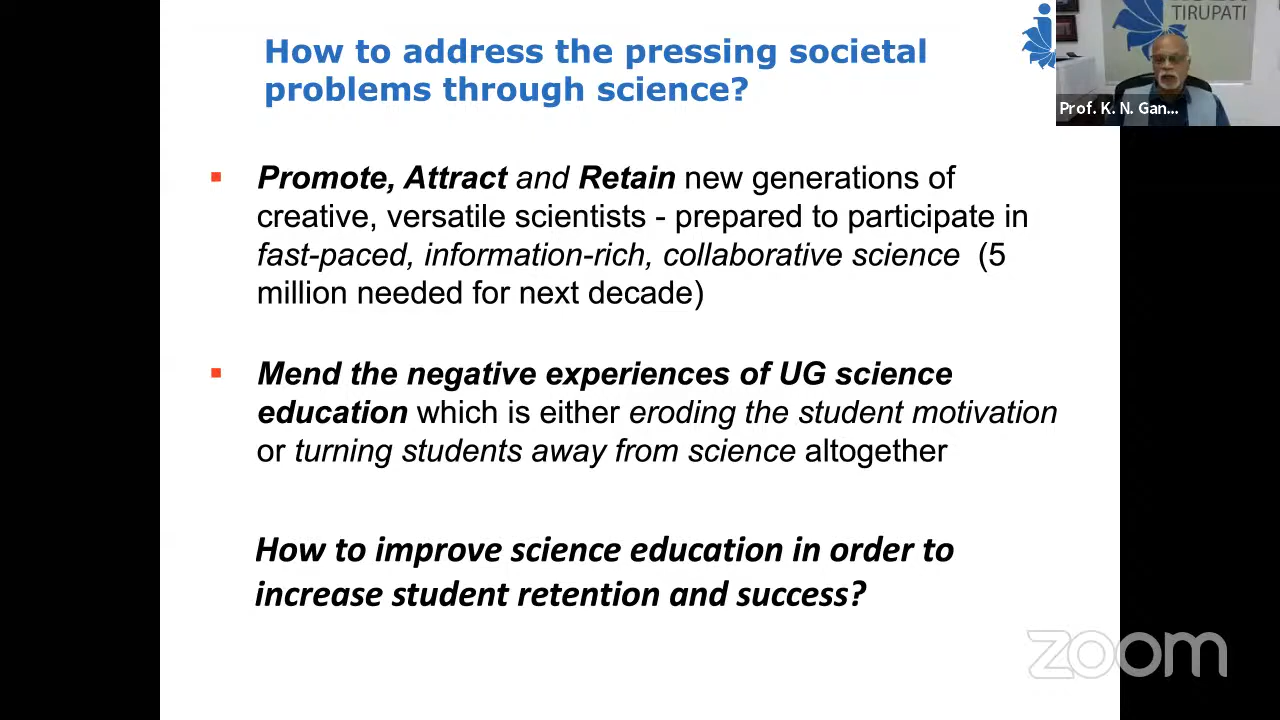 How to address the pressing societal
problems through science?
TIRUPATI
Prof. K. N. Gan...
▪ Promote, Attract and Retain new generations of
creative, versatile scientists - prepared to participate in
fast-paced, information-rich, collaborative science (5
million needed for next decade)
▪ Mend the negative experiences of UG science
education which is either eroding the student motivation
or turning students away from science altogether
How to improve science education in order to
increase student retention and success?
zoom